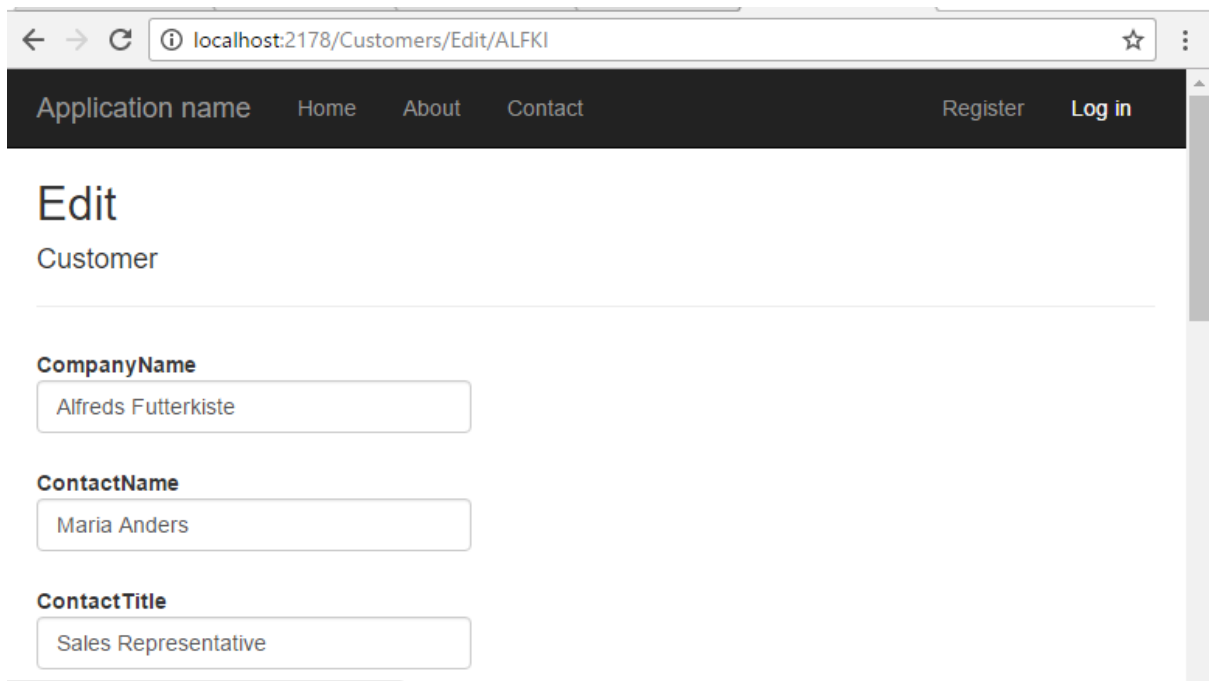 localhost:2178/Customers/Edit/ALFKI
Application name Home About Contact Register Log in
Edit
Customer
CompanyName
Alfreds Futterkiste
ContactName
Maria Anders
ContactTitle
Sales Representative